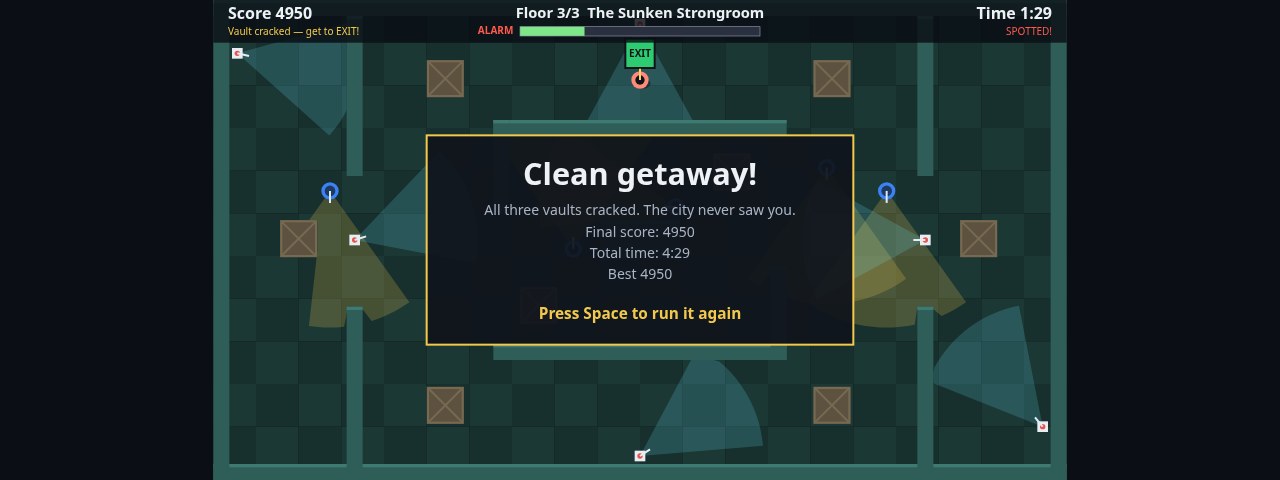 Score 4950
Floor 3/3 The Sunken Strongroom
Time 1:29
Vault cracked — get to EXIT!
ALARM
SPOTTED!
EXIT
Clean getaway!
All three vaults cracked. The city never saw you.
Final score: 4950
Total time: 4:29
Best 4950
Press Space to run it again